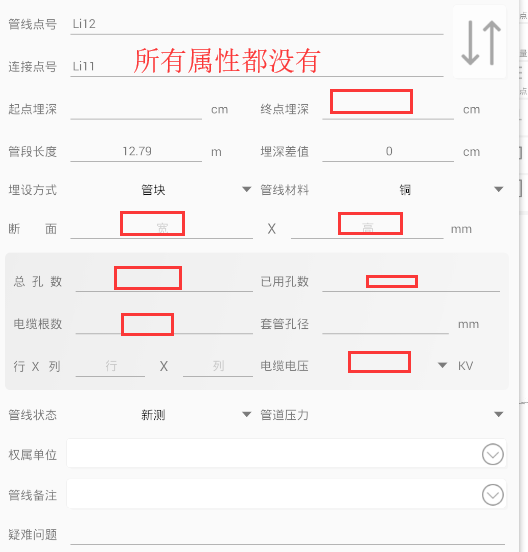 管线点号 Li12
连接点号 Li11 所有属性都没有
起点埋深 cm 终点埋深 cm
管段长度 12.79 m 埋深差值 0 cm
埋设方式 管块 管线材料 铜
断 面 宽 X 高 mm
总 孔 数 已用孔数
电缆根数 套管孔径 mm
行 X 列 行 X 列 电缆电压 KV
管线状态 新测 管道压力
权属单位
管线备注
疑难问题